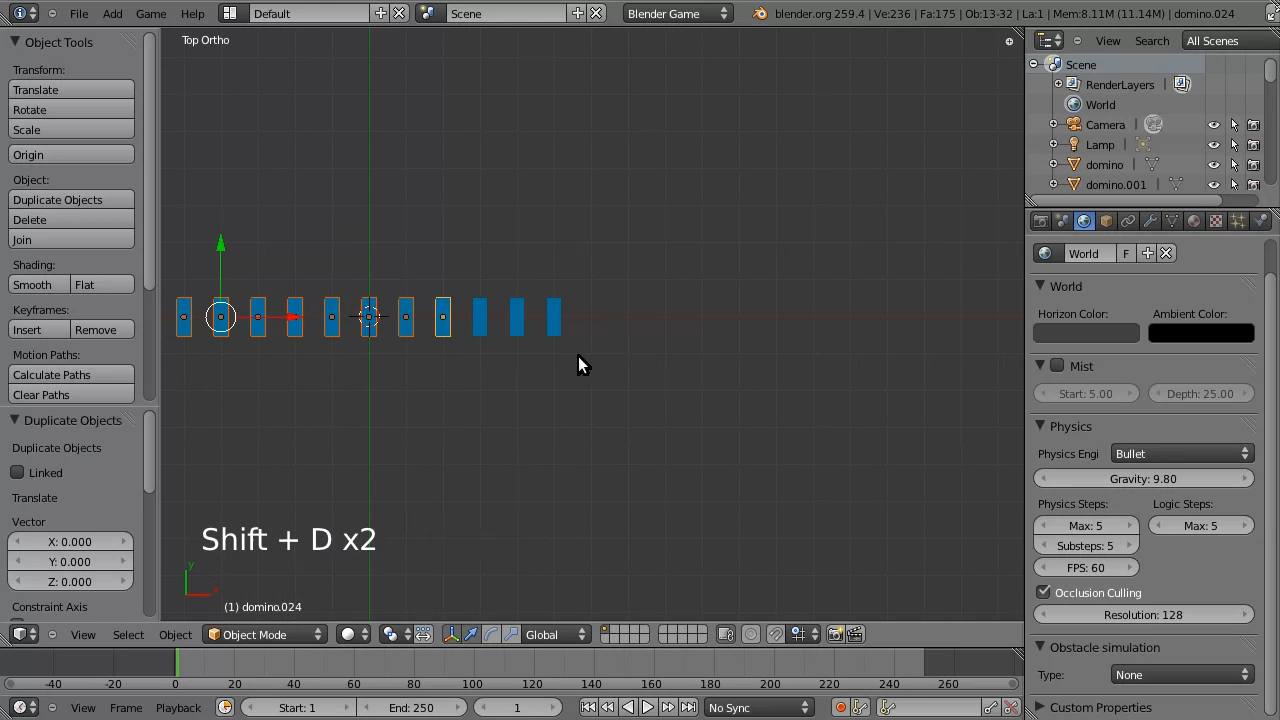 File Add Game Help Default Scene Blender Game blender.org 259.4 | Ve:236 | Fa:175 | Ob:13-32 | La:1 | Mem:8.11M (11.14M) | domino.024
Object Tools
Transform:
Translate
Rotate
Scale
Origin
Object:
Duplicate Objects
Delete
Join
Shading:
Smooth Flat
Keyframes:
Insert Remove
Motion Paths:
Calculate Paths
Clear Paths
Duplicate Objects
Duplicate Objects
Linked
Translate
Vector
X: 0.000
Y: 0.000
Z: 0.000
Constraint Axis
Top Ortho
Shift + D x2
y
x
(1) domino.024
View Select Object Object Mode Global
-40 -20 0 20 40 60 80 100 120 140 160 180 200 220 240 260
View Frame Playback Start: 1 End: 250 1 No Sync
View Search All Scenes
Scene
RenderLayers |
World
Camera |
Lamp |
domino |
domino.001 |
World F
World
Horizon Color: Ambient Color:
Mist
Start: 5.00 Depth: 25.00
Physics
Physics Engi Bullet
Gravity: 9.80
Physics Steps: Logic Steps:
Max: 5 Max: 5
Substeps: 5
FPS: 60
Occlusion Culling
Resolution: 128
Obstacle simulation
Type: None
Custom Properties